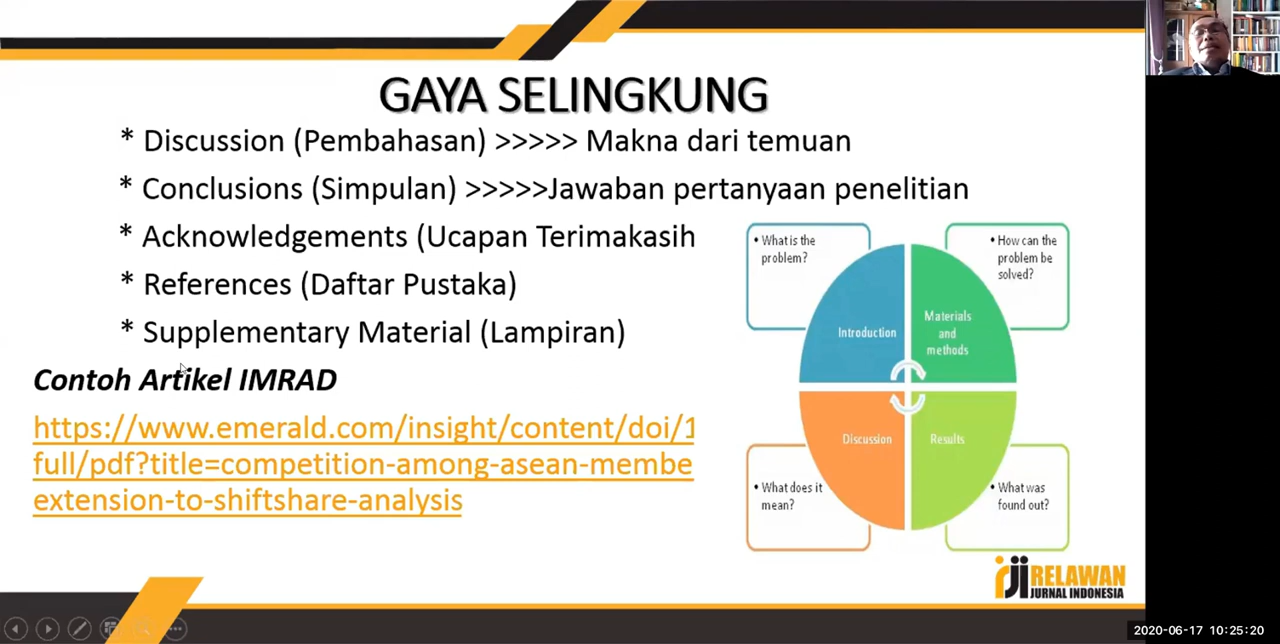 GAYA SELINGKUNG
* Discussion (Pembahasan) >>>>> Makna dari temuan
* Conclusions (Simpulan) >>>>>Jawaban pertanyaan penelitian
* Acknowledgements (Ucapan Terimakasih
* References (Daftar Pustaka)
* Supplementary Material (Lampiran)
Contoh Artikel IMRAD
https://www.emerald.com/insight/content/doi/1
full/pdf?title=competition-among-asean-membe
extension-to-shiftshare-analysis
• What is the
problem?
• How can the
problem be
solved?
Introduction
Materials
and
methods
Discussion
Results
• What does it
mean?
• What was
found out?
RELAWAN
JURNAL INDONESIA
2020-06-17 10:25:20